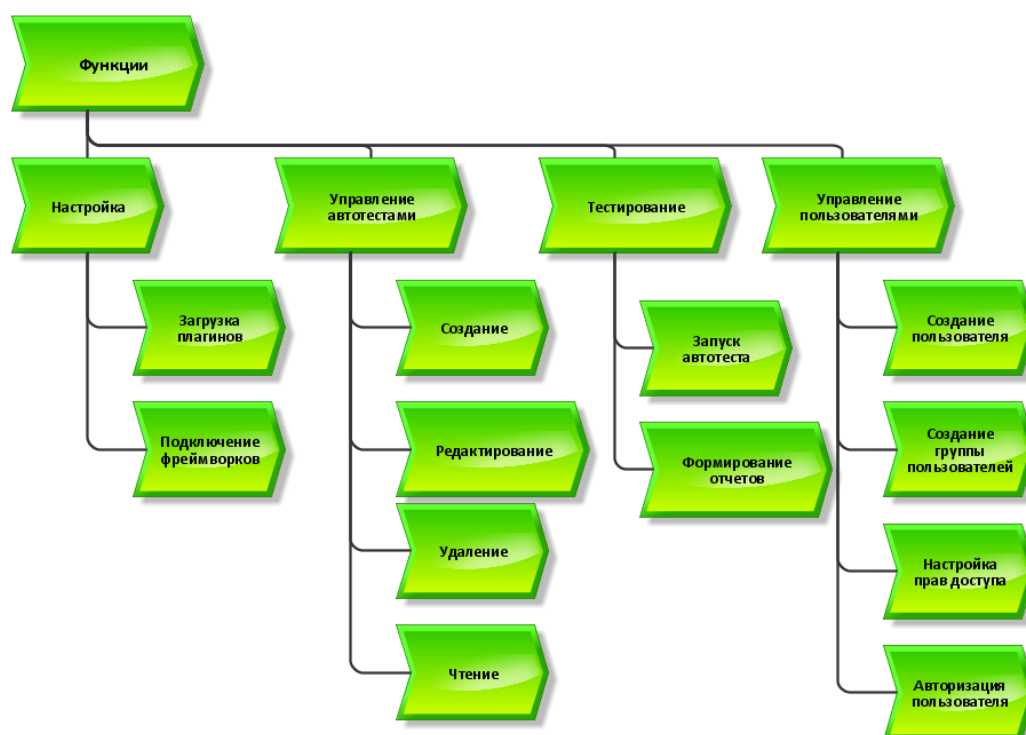 Функции
Настройка
Управление
автотестами
Тестирование
Управление
пользователями
Загрузка
плагинов
Подключение
фреймворков
Создание
Редактирование
Удаление
Чтение
Запуск
автотеста
Формирование
отчетов
Создание
пользователя
Создание
группы
пользователей
Настройка
прав доступа
Авторизация
пользователя